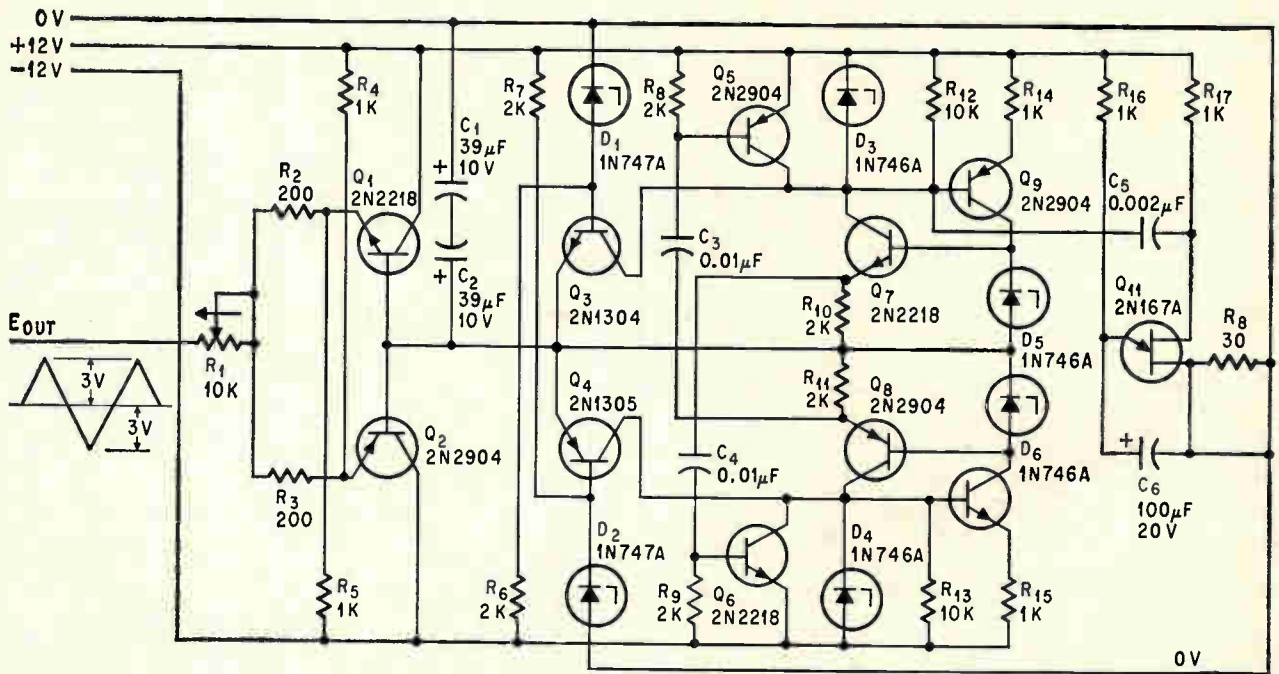 0V
+12V
-12V
R4
1K
R7
2K
R8
2K
Q5
2N2904
R12
10K
R14
1K
R16
1K
R17
1K
C1
39μF
10V
D1
1N747A
D3
1N746A
R2
200
Q1
2N2218
Q9
2N2904
C5
0.002μF
C2
39μF
10V
C3
0.01μF
Q3
2N1304
R10
2K
Q7
2N2218
Q11
2N167A
R8
30
EOUT
3V
3V
R1
10K
D5
1N746A
Q4
2N1305
R11
2K
Q8
2N2904
Q2
2N2904
C4
0.01μF
D6
1N746A
C6
100μF
20V
R3
200
D2
1N747A
D4
1N746A
R5
1K
R6
2K
R9
2K
Q6
2N2218
R13
10K
R15
1K
0V